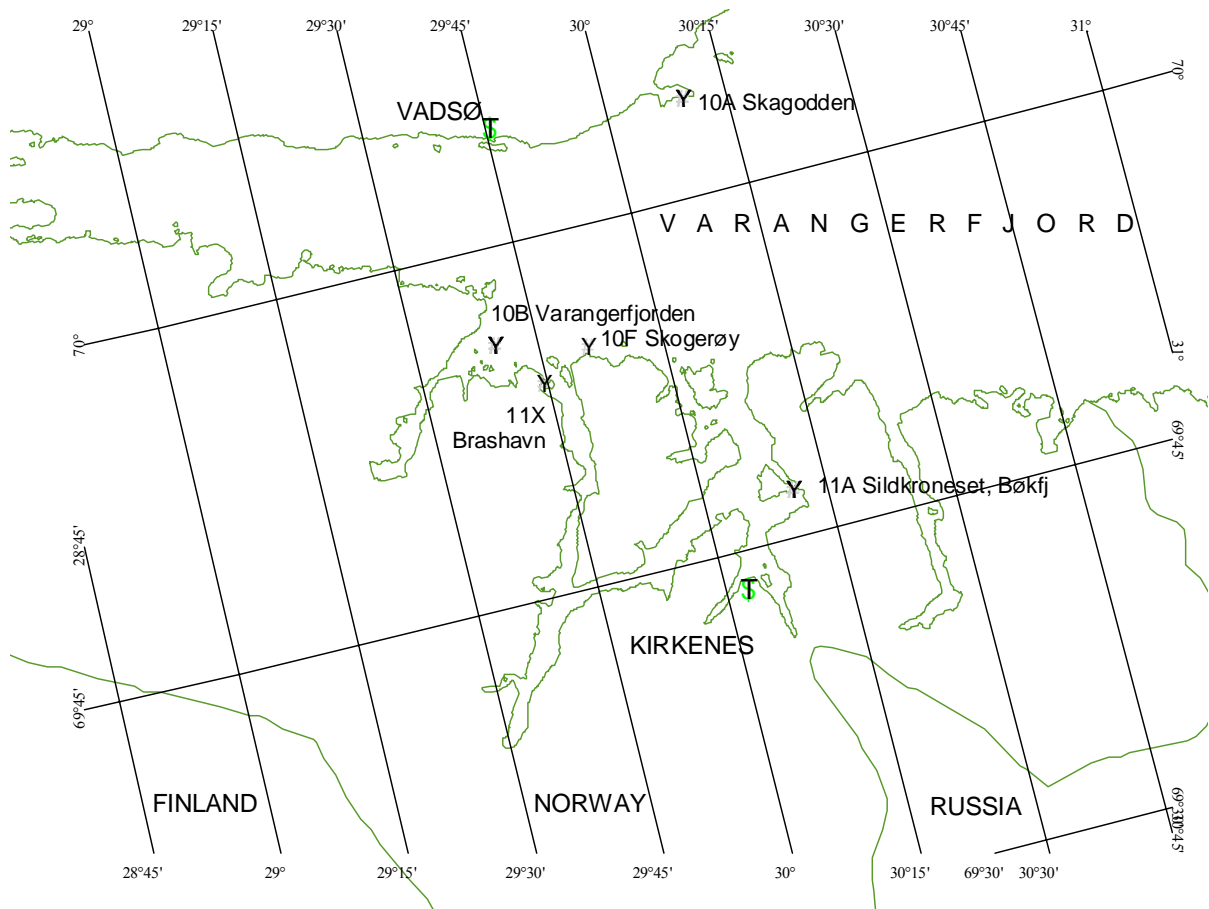 29° 29°15' 29°30' 29°45' 30° 30°15' 30°30' 30°45' 31°
70°
10A Skagodden
VADSØ
T
S
Y
VARANGERFJORD
10B Varangerfjorden
Y
10F Skogerøy
Y
70°
31°
Y
11X
Brashavn
69°45'
Y
11A Sildkroneset, Bøkfj
28°45'
T
S
KIRKENES
69°45'
FINLAND
NORWAY
RUSSIA
28°45' 29° 29°15' 29°30' 29°45' 30° 30°15' 69°30' 30°30'